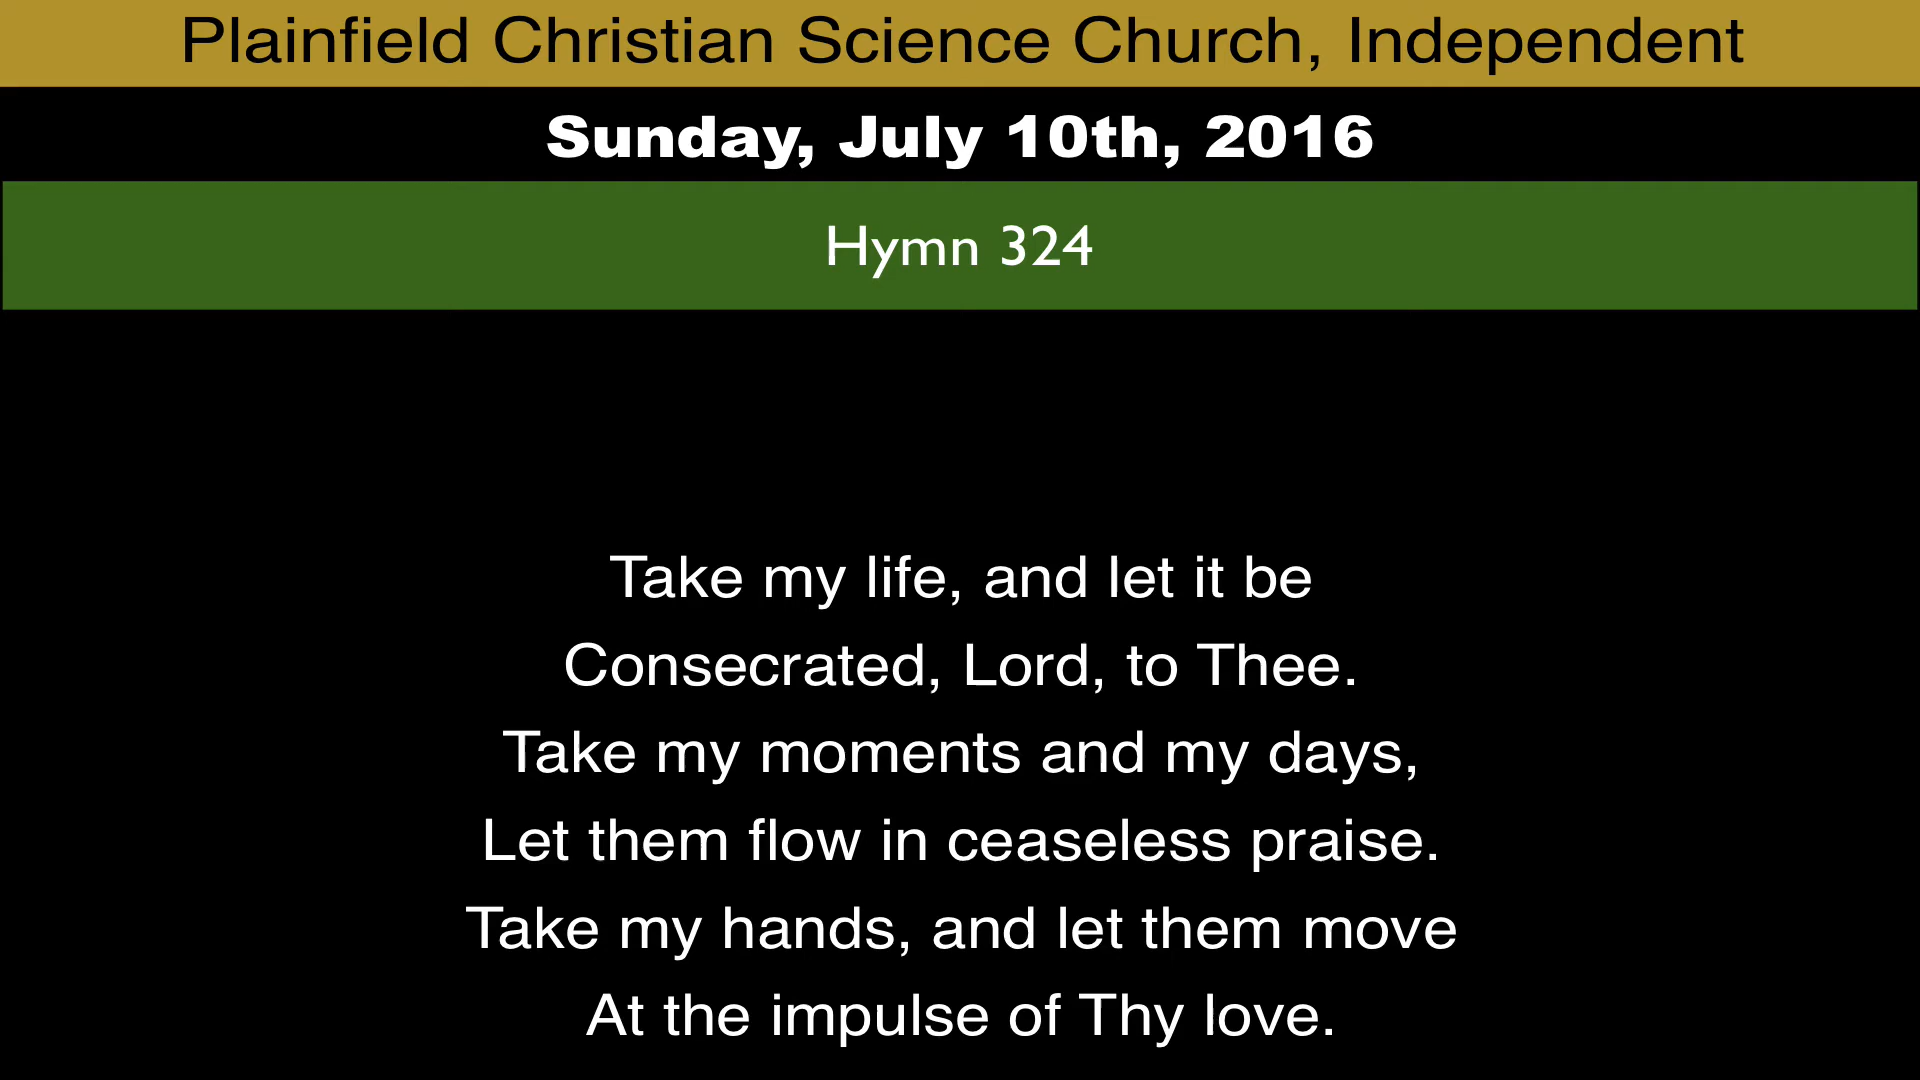 Plainfield Christian Science Church, Independent
Sunday, July 10th, 2016
Hymn 324
Take my life, and let it be
Consecrated, Lord, to Thee.
Take my moments and my days,
Let them flow in ceaseless praise.
Take my hands, and let them move
At the impulse of Thy love.